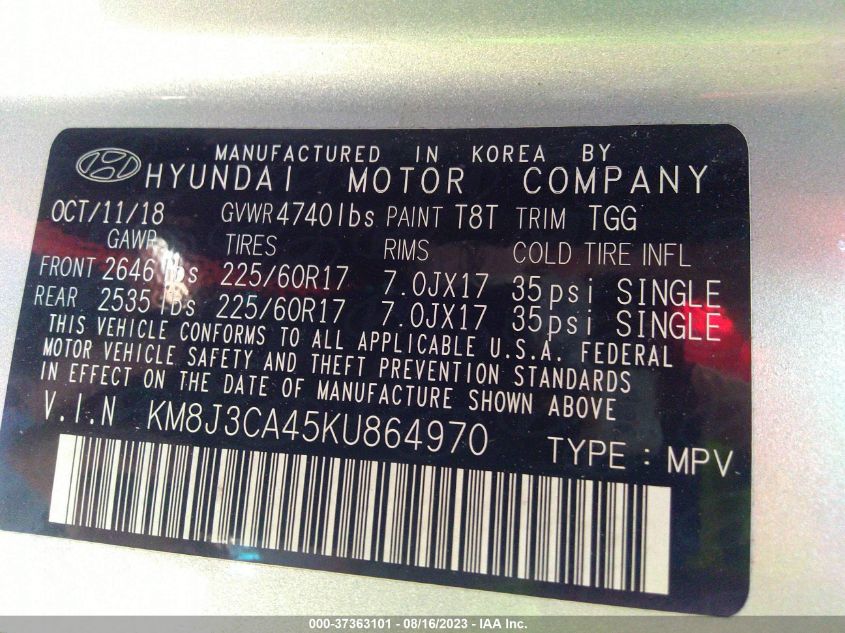 MANUFACTURED IN KOREA BY
HYUNDAI MOTOR COMPANY
OCT/11/18 GVWR 4740lbs PAINT T8T TRIM TGG
GAWR TIRES RIMS COLD TIRE INFL
FRONT 2646 lbs 225/60R17 7.0JX17 35psi SINGLE
REAR 2535 lbs 225/60R17 7.0JX17 35psi SINGLE
THIS VEHICLE CONFORMS TO ALL APPLICABLE U.S.A. FEDERAL
MOTOR VEHICLE SAFETY AND THEFT PREVENTION STANDARDS
IN EFFECT ON THE DATE OF MANUFACTURE SHOWN ABOVE
V.I.N KM8J3CA45KU864970 TYPE : MPV
000-37363101 - 08/16/2023 - IAA Inc.